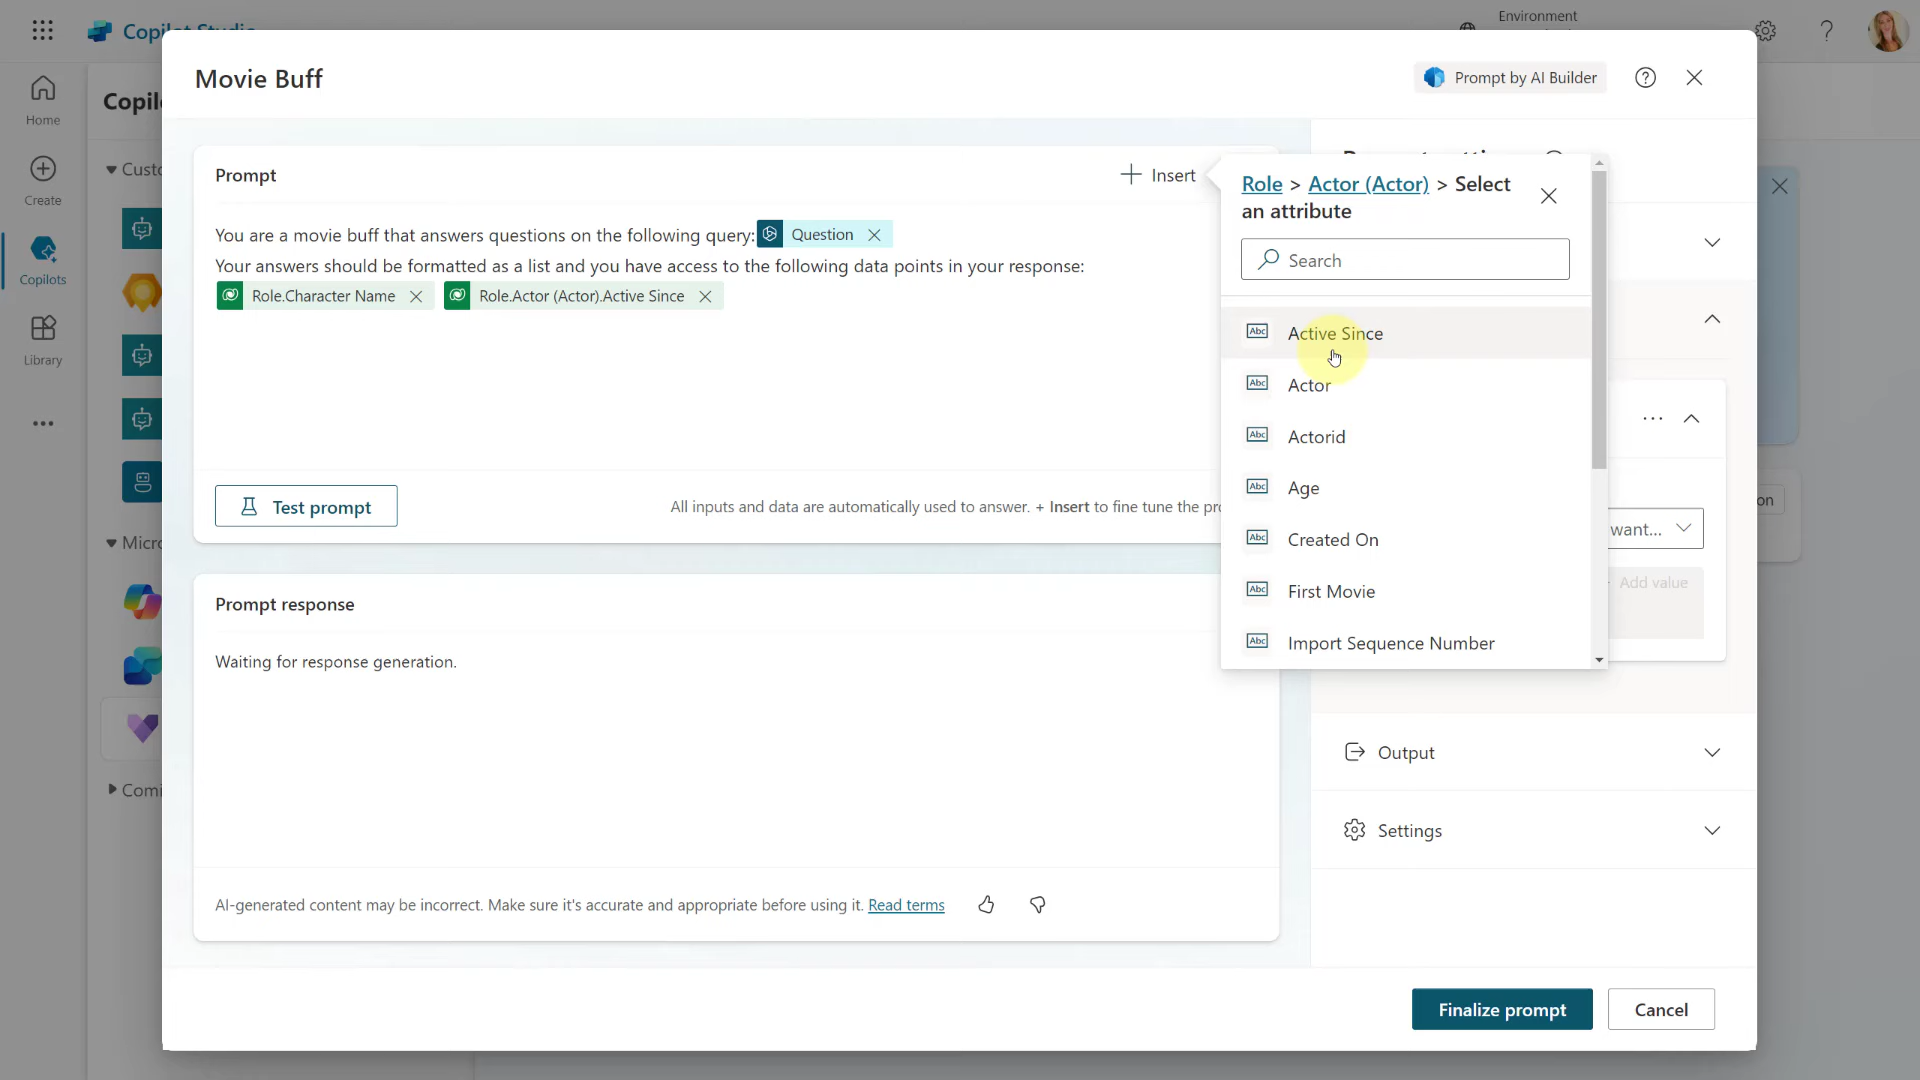 Copilot Studio
Environment
Home
Create
Copilots
Library
Copil
Custo
Micro
Comi
Movie Buff
Prompt by AI Builder
Prompt
Insert
You are a movie buff that answers questions on the following query: Question
Your answers should be formatted as a list and you have access to the following data points in your response:
Role.Character Name
Role.Actor (Actor).Active Since
Test prompt
All inputs and data are automatically used to answer. + Insert to fine tune the pro
Prompt response
Waiting for response generation.
AI-generated content may be incorrect. Make sure it's accurate and appropriate before using it. Read terms
Role > Actor (Actor) > Select
an attribute
Search
Abc Active Since
Abc Actor
Abc Actorid
Abc Age
Abc Created On
Abc First Movie
Abc Import Sequence Number
want...
Add value
on
Output
Settings
Finalize prompt
Cancel